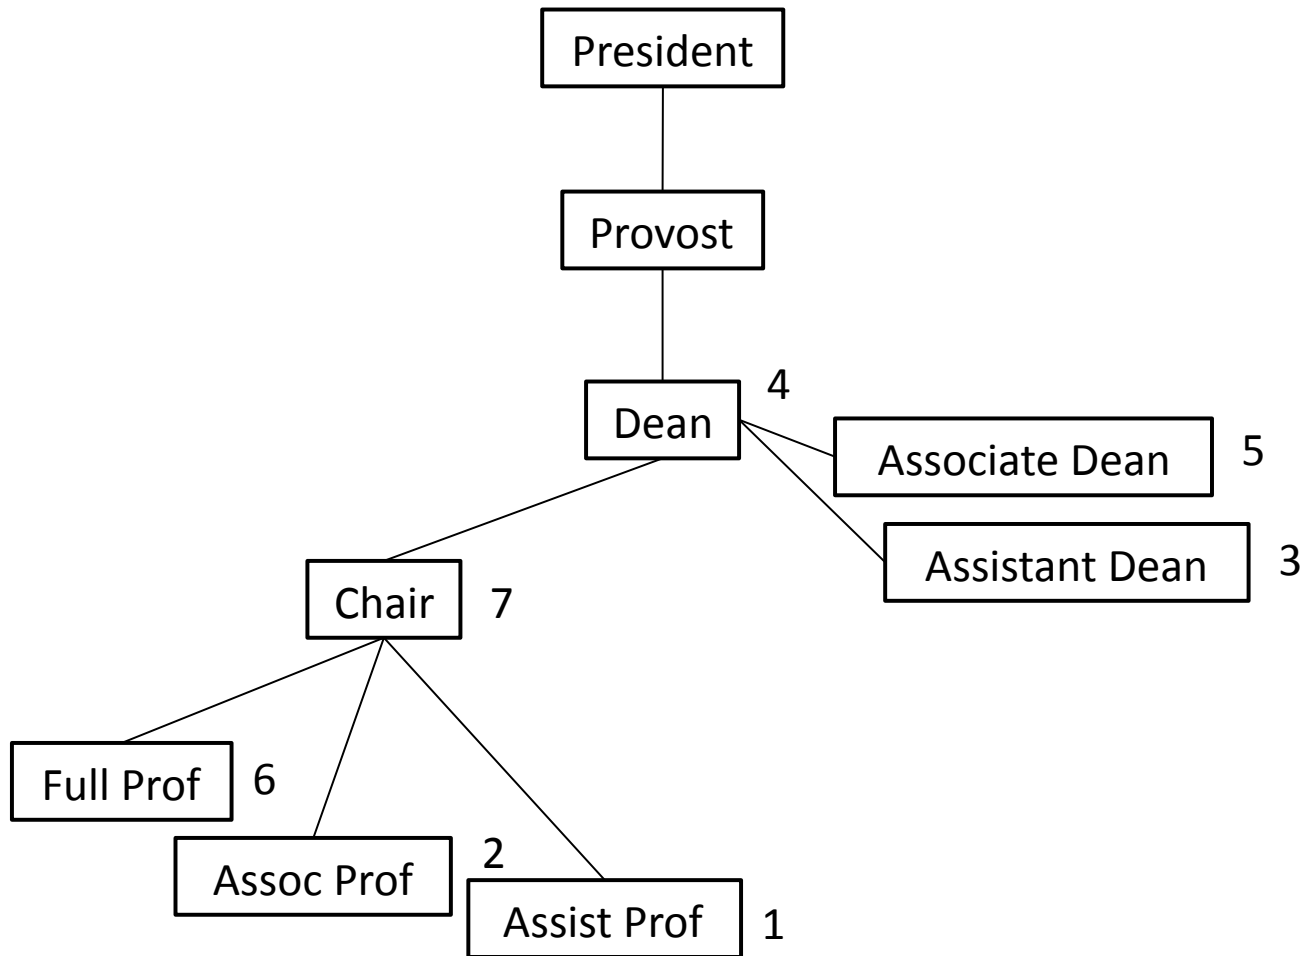 President
Provost
4
Dean
Associate Dean
5
Assistant Dean
3
Chair
7
Full Prof
6
Assoc Prof
2
Assist Prof
1